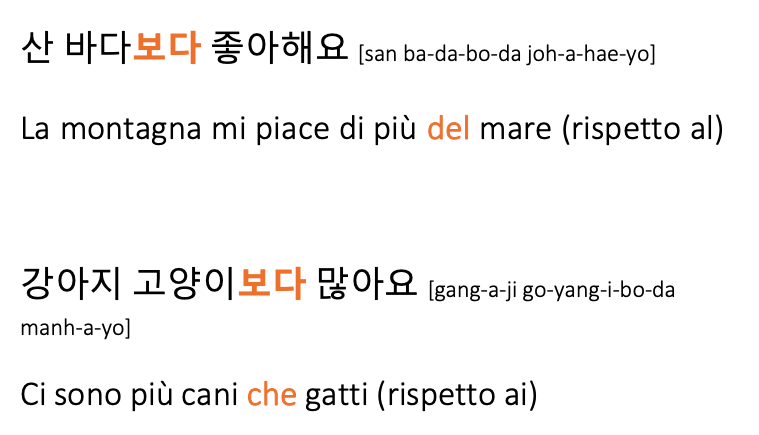 산 바다보다 좋아해요 [san ba-da-bo-da joh-a-hae-yo]
La montagna mi piace di più del mare (rispetto al)
강아지 고양이보다 많아요 [gang-a-ji go-yang-i-bo-da
manh-a-yo]
Ci sono più cani che gatti (rispetto ai)